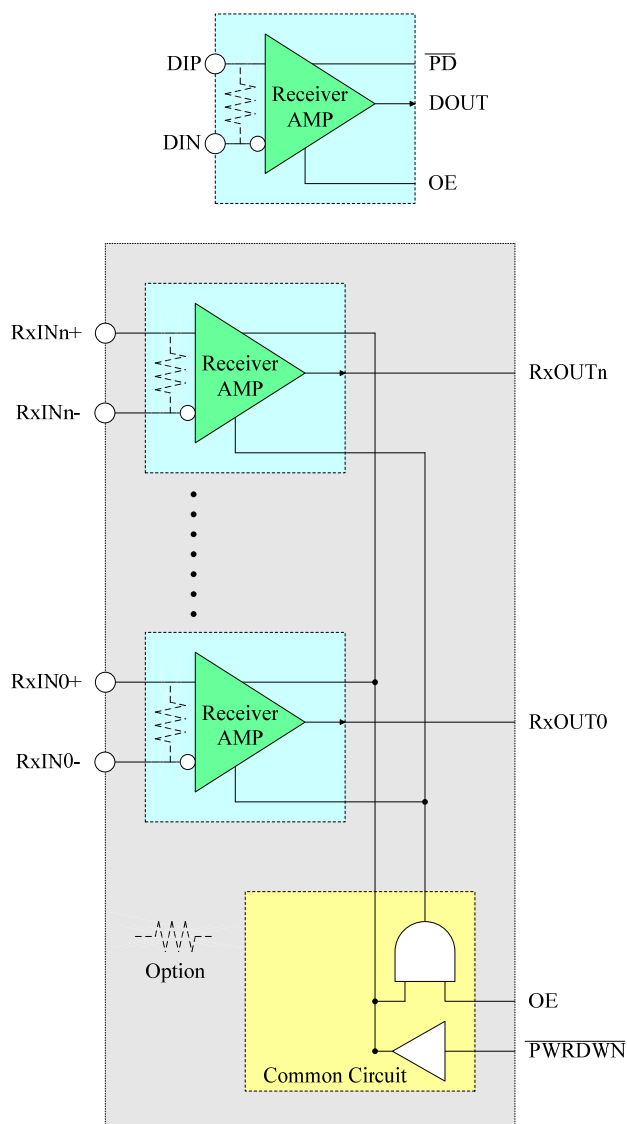 DIP
PD
Receiver
AMP
DOUT
DIN
OE
RxINn+
Receiver
AMP
RxOUTn
RxINn-
RxIN0+
Receiver
AMP
RxOUT0
RxIN0-
Option
OE
PWRDWN
Common Circuit